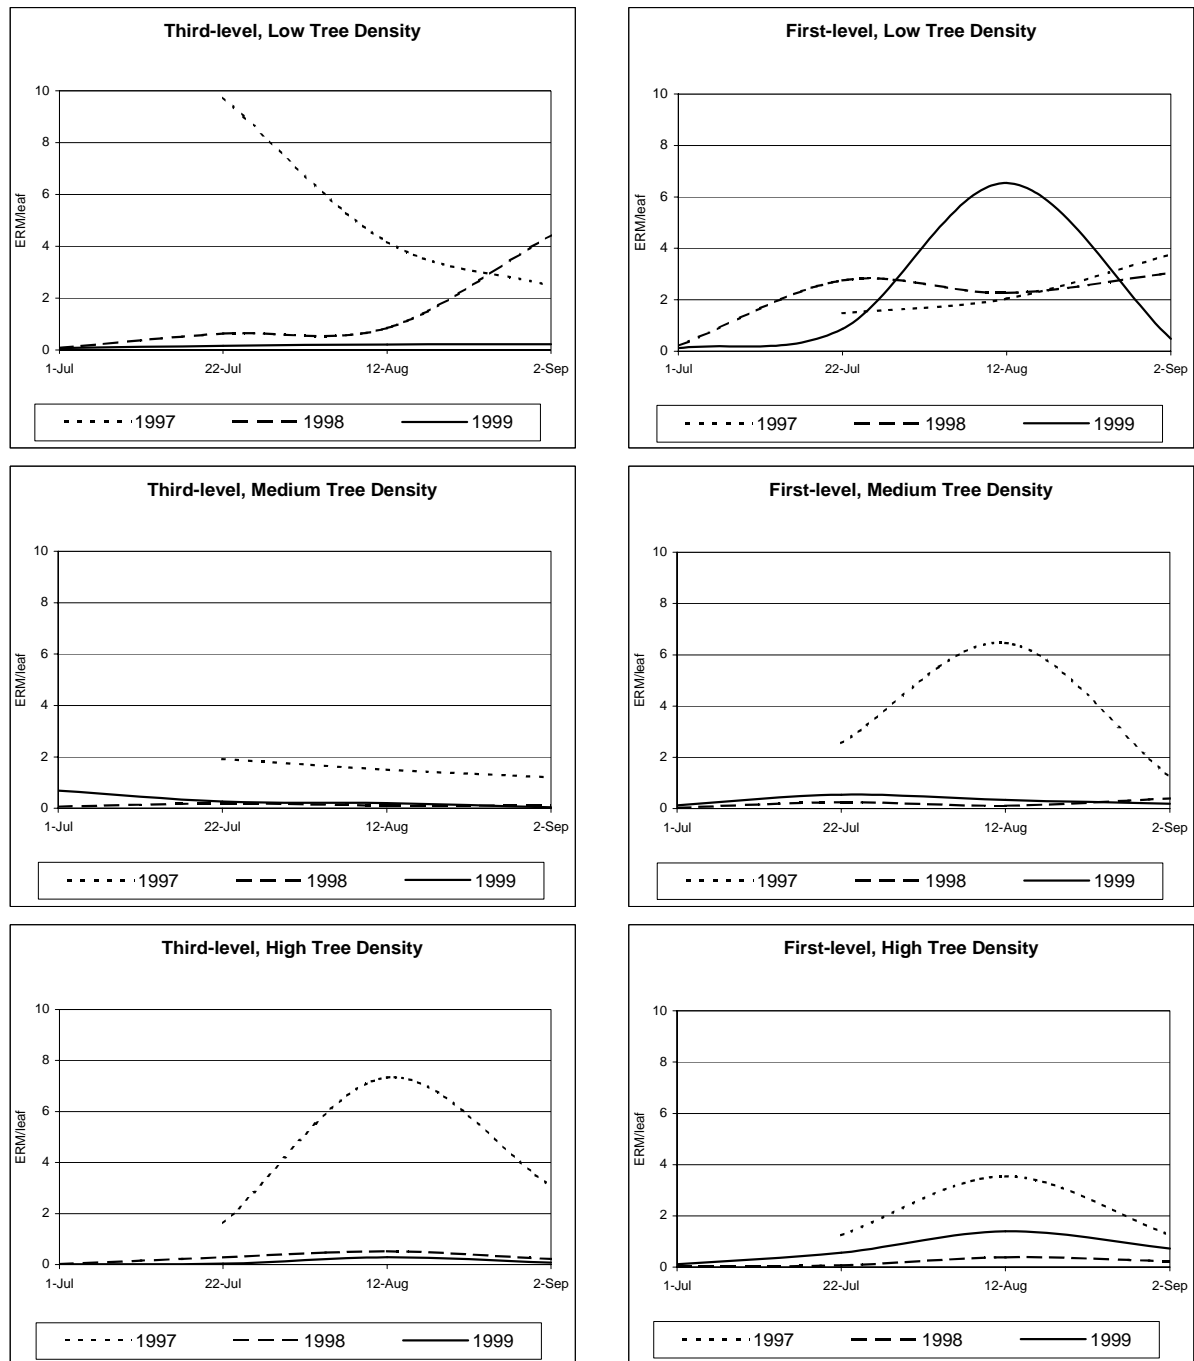 Third-level, Low Tree Density
10
8
6
4
2
0
ERM/leaf
1-Jul 22-Jul 12-Aug 2-Sep
1997 1998 1999
First-level, Low Tree Density
10
8
6
4
2
0
ERM/leaf
1-Jul 22-Jul 12-Aug 2-Sep
1997 1998 1999
Third-level, Medium Tree Density
10
8
6
4
2
0
ERM/leaf
1-Jul 22-Jul 12-Aug 2-Sep
1997 1998 1999
First-level, Medium Tree Density
10
8
6
4
2
0
ERM/leaf
1-Jul 22-Jul 12-Aug 2-Sep
1997 1998 1999
Third-level, High Tree Density
10
8
6
4
2
0
ERM/leaf
1-Jul 22-Jul 12-Aug 2-Sep
1997 1998 1999
First-level, High Tree Density
10
8
6
4
2
0
ERM/leaf
1-Jul 22-Jul 12-Aug 2-Sep
1997 1998 1999